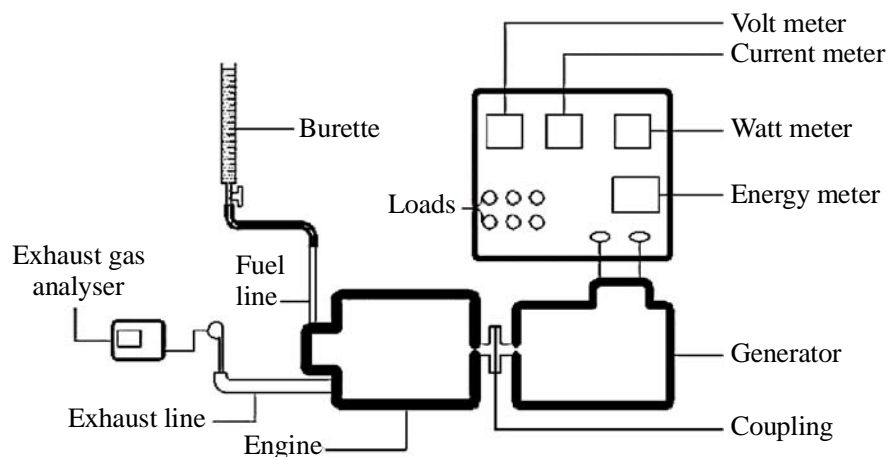 Volt meter
Current meter
Burette
Watt meter
Loads
Energy meter
Exhaust gas
analyser
Fuel
line
Generator
Exhaust line
Engine
Coupling